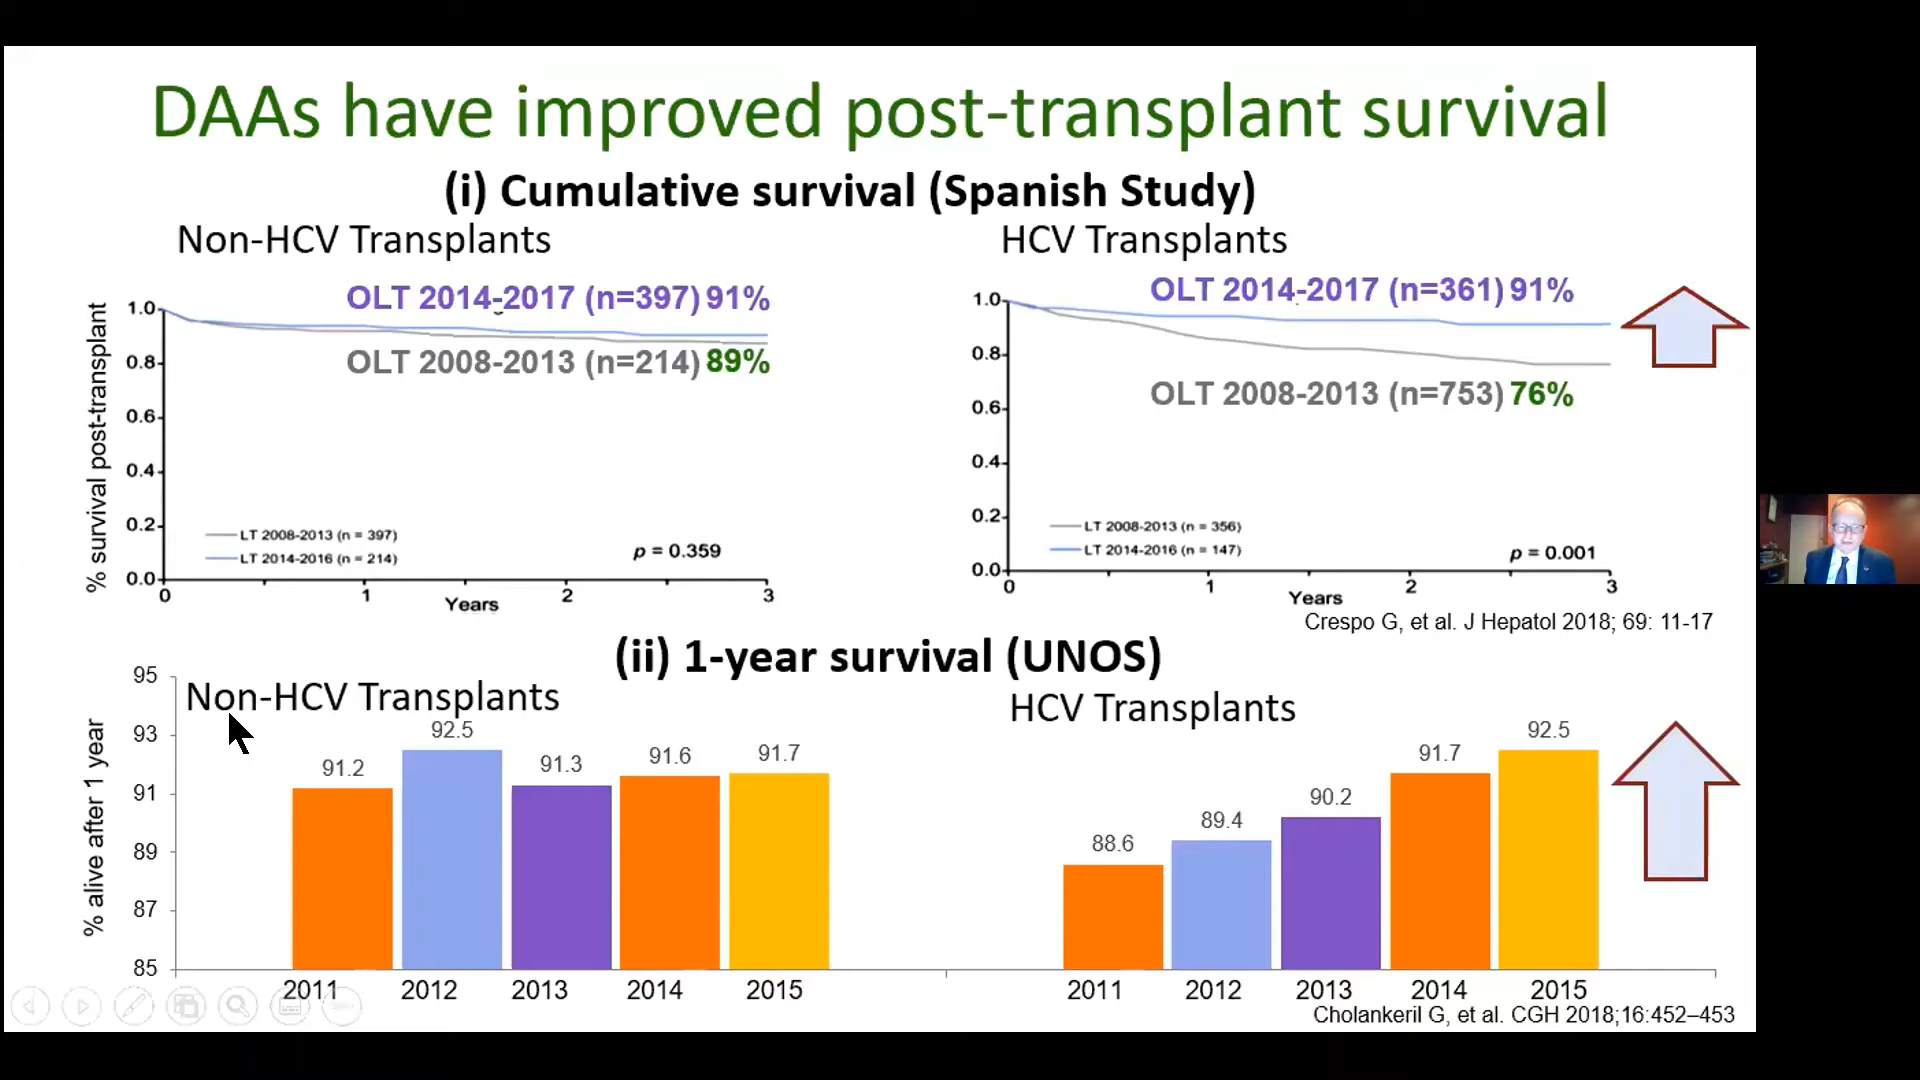 DAAs have improved post-transplant survival
(i) Cumulative survival (Spanish Study)
Non-HCV Transplants
% survival post-transplant
1.0
0.8
0.6
0.4
0.2
0.0
OLT 2014-2017 (n=397) 91%
OLT 2008-2013 (n=214) 89%
LT 2008-2013 (n = 397)
LT 2014-2016 (n = 214)
p = 0.359
0 1 2 3
Years
HCV Transplants
1.0
0.8
0.6
0.4
0.2
0.0
OLT 2014-2017 (n=361) 91%
OLT 2008-2013 (n=753) 76%
LT 2008-2013 (n = 356)
LT 2014-2016 (n = 147)
p = 0.001
0 1 2 3
Years
Crespo G, et al. J Hepatol 2018; 69: 11-17
(ii) 1-year survival (UNOS)
% alive after 1 year
95
93
91
89
87
85
Non-HCV Transplants
91.2 92.5 91.3 91.6 91.7
2011 2012 2013 2014 2015
HCV Transplants
88.6 89.4 90.2 91.7 92.5
2011 2012 2013 2014 2015
Cholankeril G, et al. CGH 2018;16:452–453